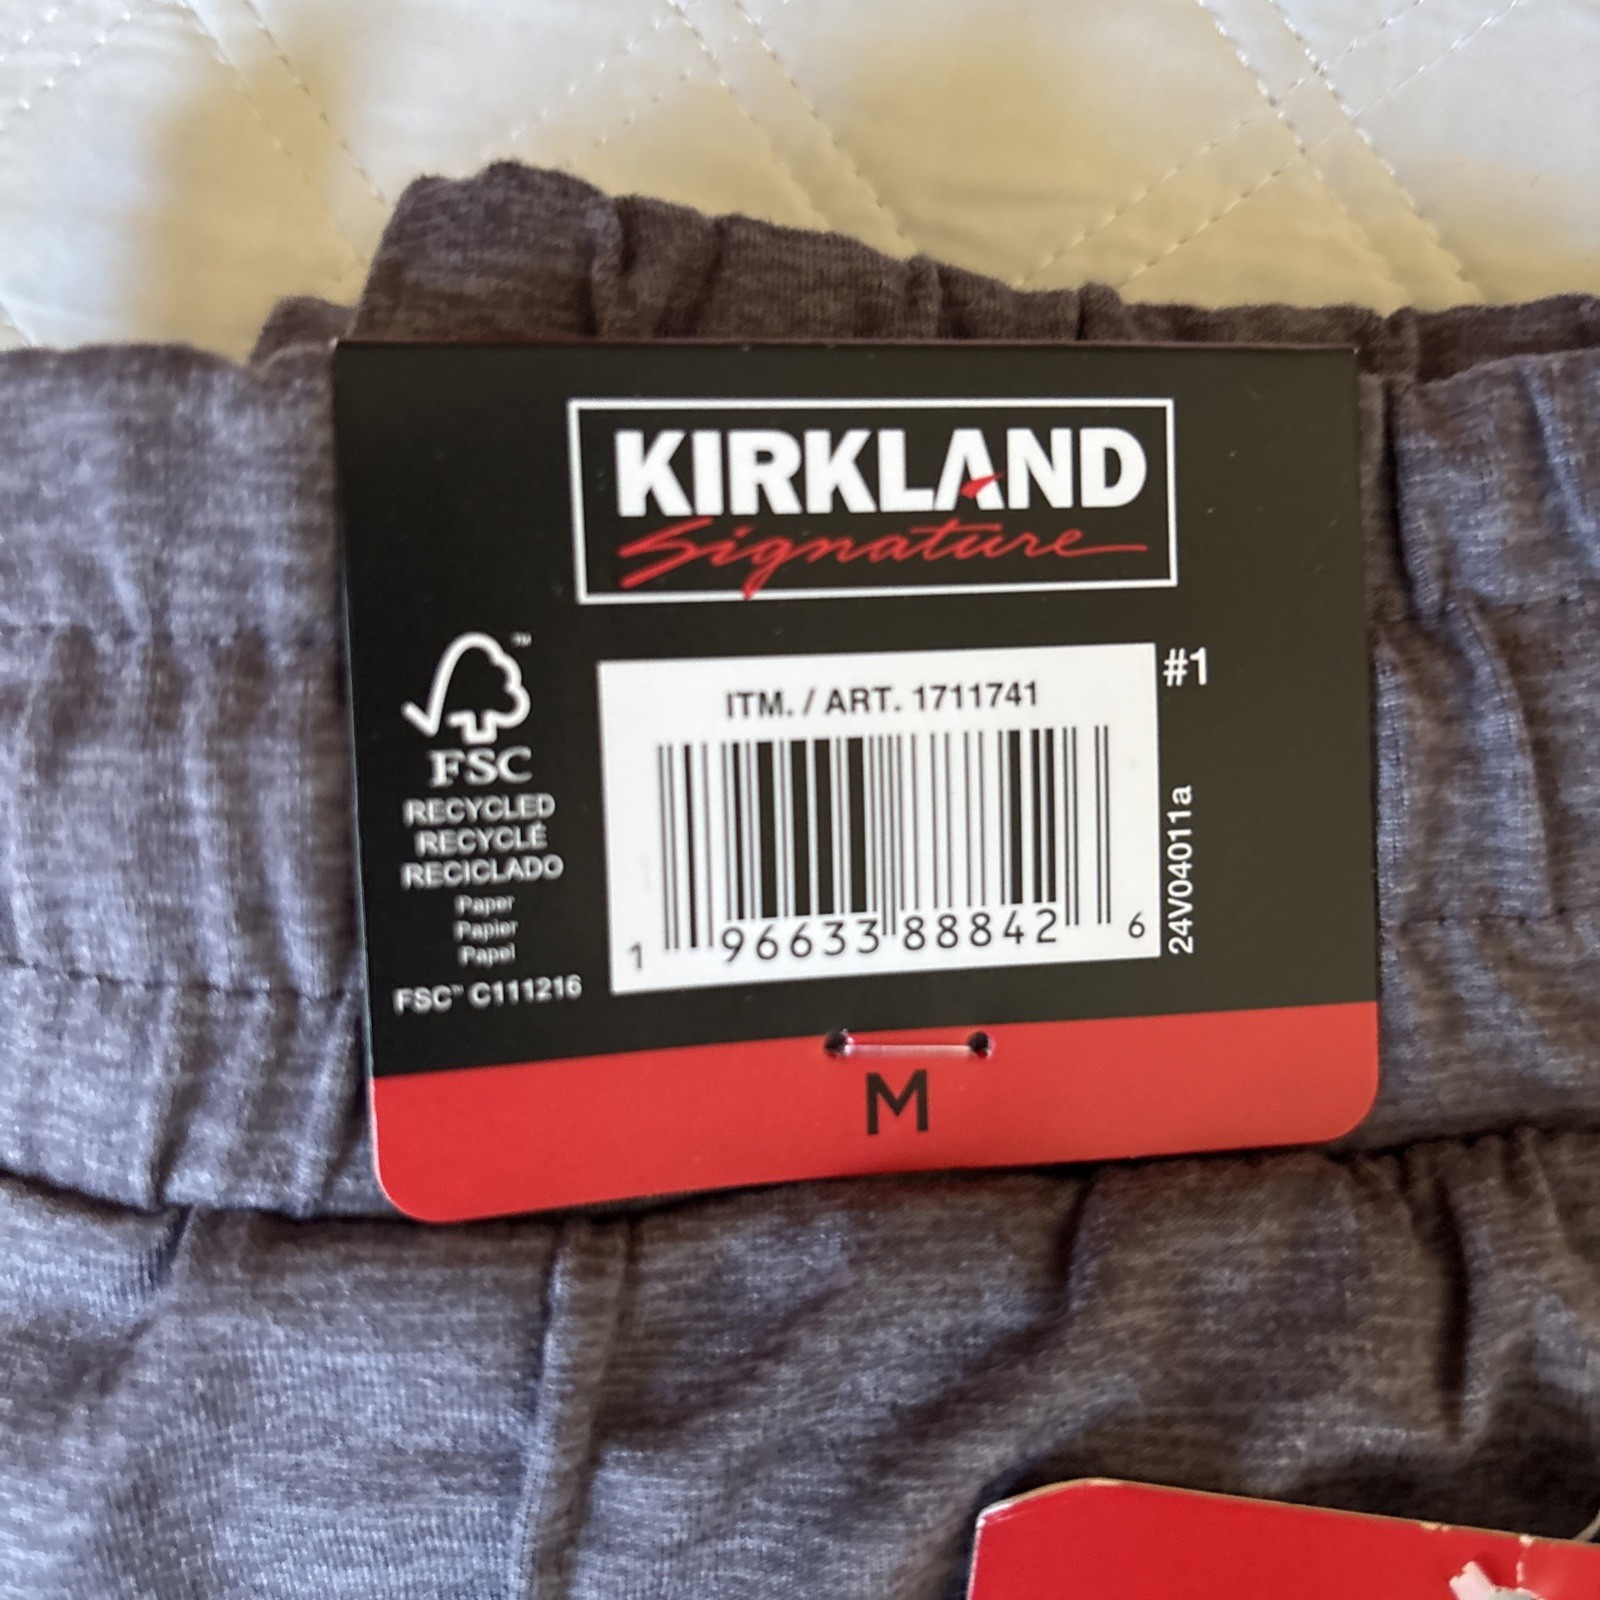 KIRKLAND
Signature
™
FSC
RECYCLED
RECYCLÉ
RECICLADO
Paper
Papier
Papel
FSC™ C111216
#1
ITM. / ART. 1711741
1 96633 88842 6
24V04011a
M